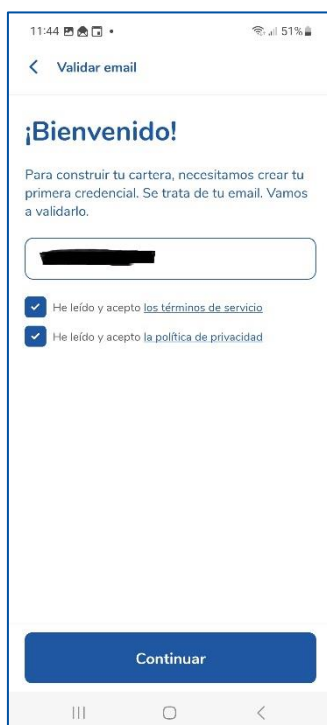 11:44
51%
Validar email
¡Bienvenido!
Para construir tu cartera, necesitamos crear tu
primera credencial. Se trata de tu email. Vamos
a validarlo.
He leído y acepto los términos de servicio
He leído y acepto la política de privacidad
Continuar